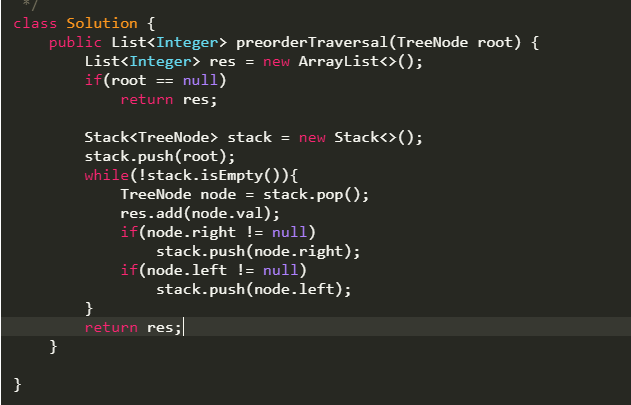 */
class Solution {
    public List<Integer> preorderTraversal(TreeNode root) {
        List<Integer> res = new ArrayList<>();
        if(root == null)
            return res;

        Stack<TreeNode> stack = new Stack<>();
        stack.push(root);
        while(!stack.isEmpty()){
            TreeNode node = stack.pop();
            res.add(node.val);
            if(node.right != null)
                stack.push(node.right);
            if(node.left != null)
                stack.push(node.left);
        }
        return res;
    }

}